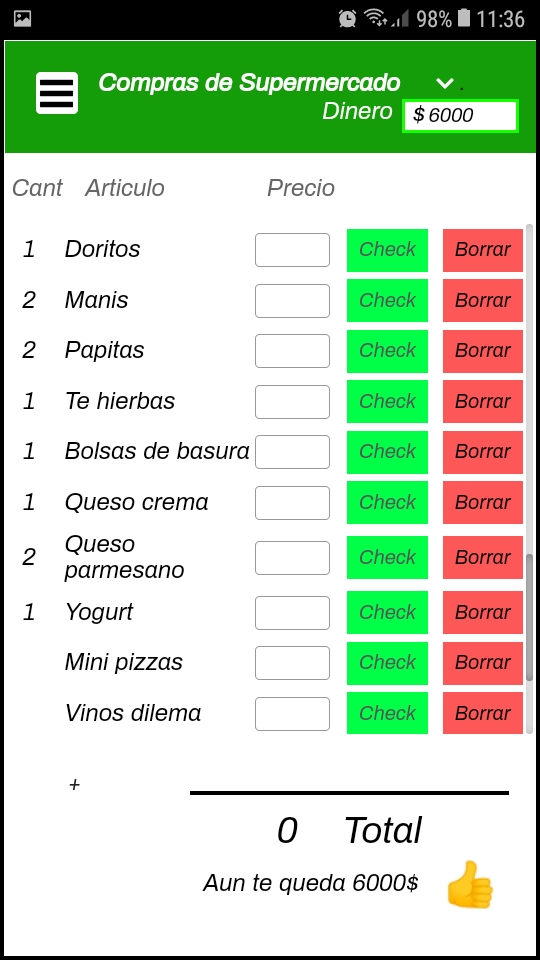 98% 11:36
Compras de Supermercado
Dinero $ 6000
Cant Articulo Precio
1 Doritos Check Borrar
2 Manis Check Borrar
2 Papitas Check Borrar
1 Te hierbas Check Borrar
1 Bolsas de basura Check Borrar
1 Queso crema Check Borrar
2 Queso parmesano Check Borrar
1 Yogurt Check Borrar
Mini pizzas Check Borrar
Vinos dilema Check Borrar
+
0 Total
Aun te queda 6000$